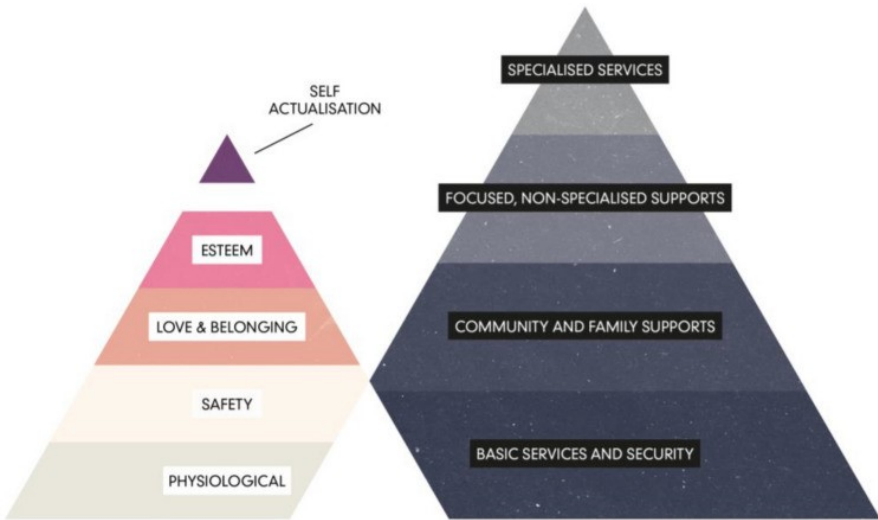 SELF
ACTUALISATION
ESTEEM
LOVE & BELONGING
SAFETY
PHYSIOLOGICAL
SPECIALISED SERVICES
FOCUSED, NON-SPECIALISED SUPPORTS
COMMUNITY AND FAMILY SUPPORTS
BASIC SERVICES AND SECURITY